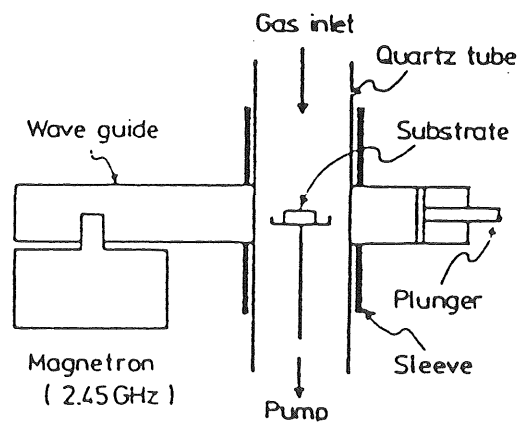 Gas inlet
Quartz tube
Wave guide
Substrate
Plunger
Magnetron
( 2.45 GHz )
Sleeve
Pump